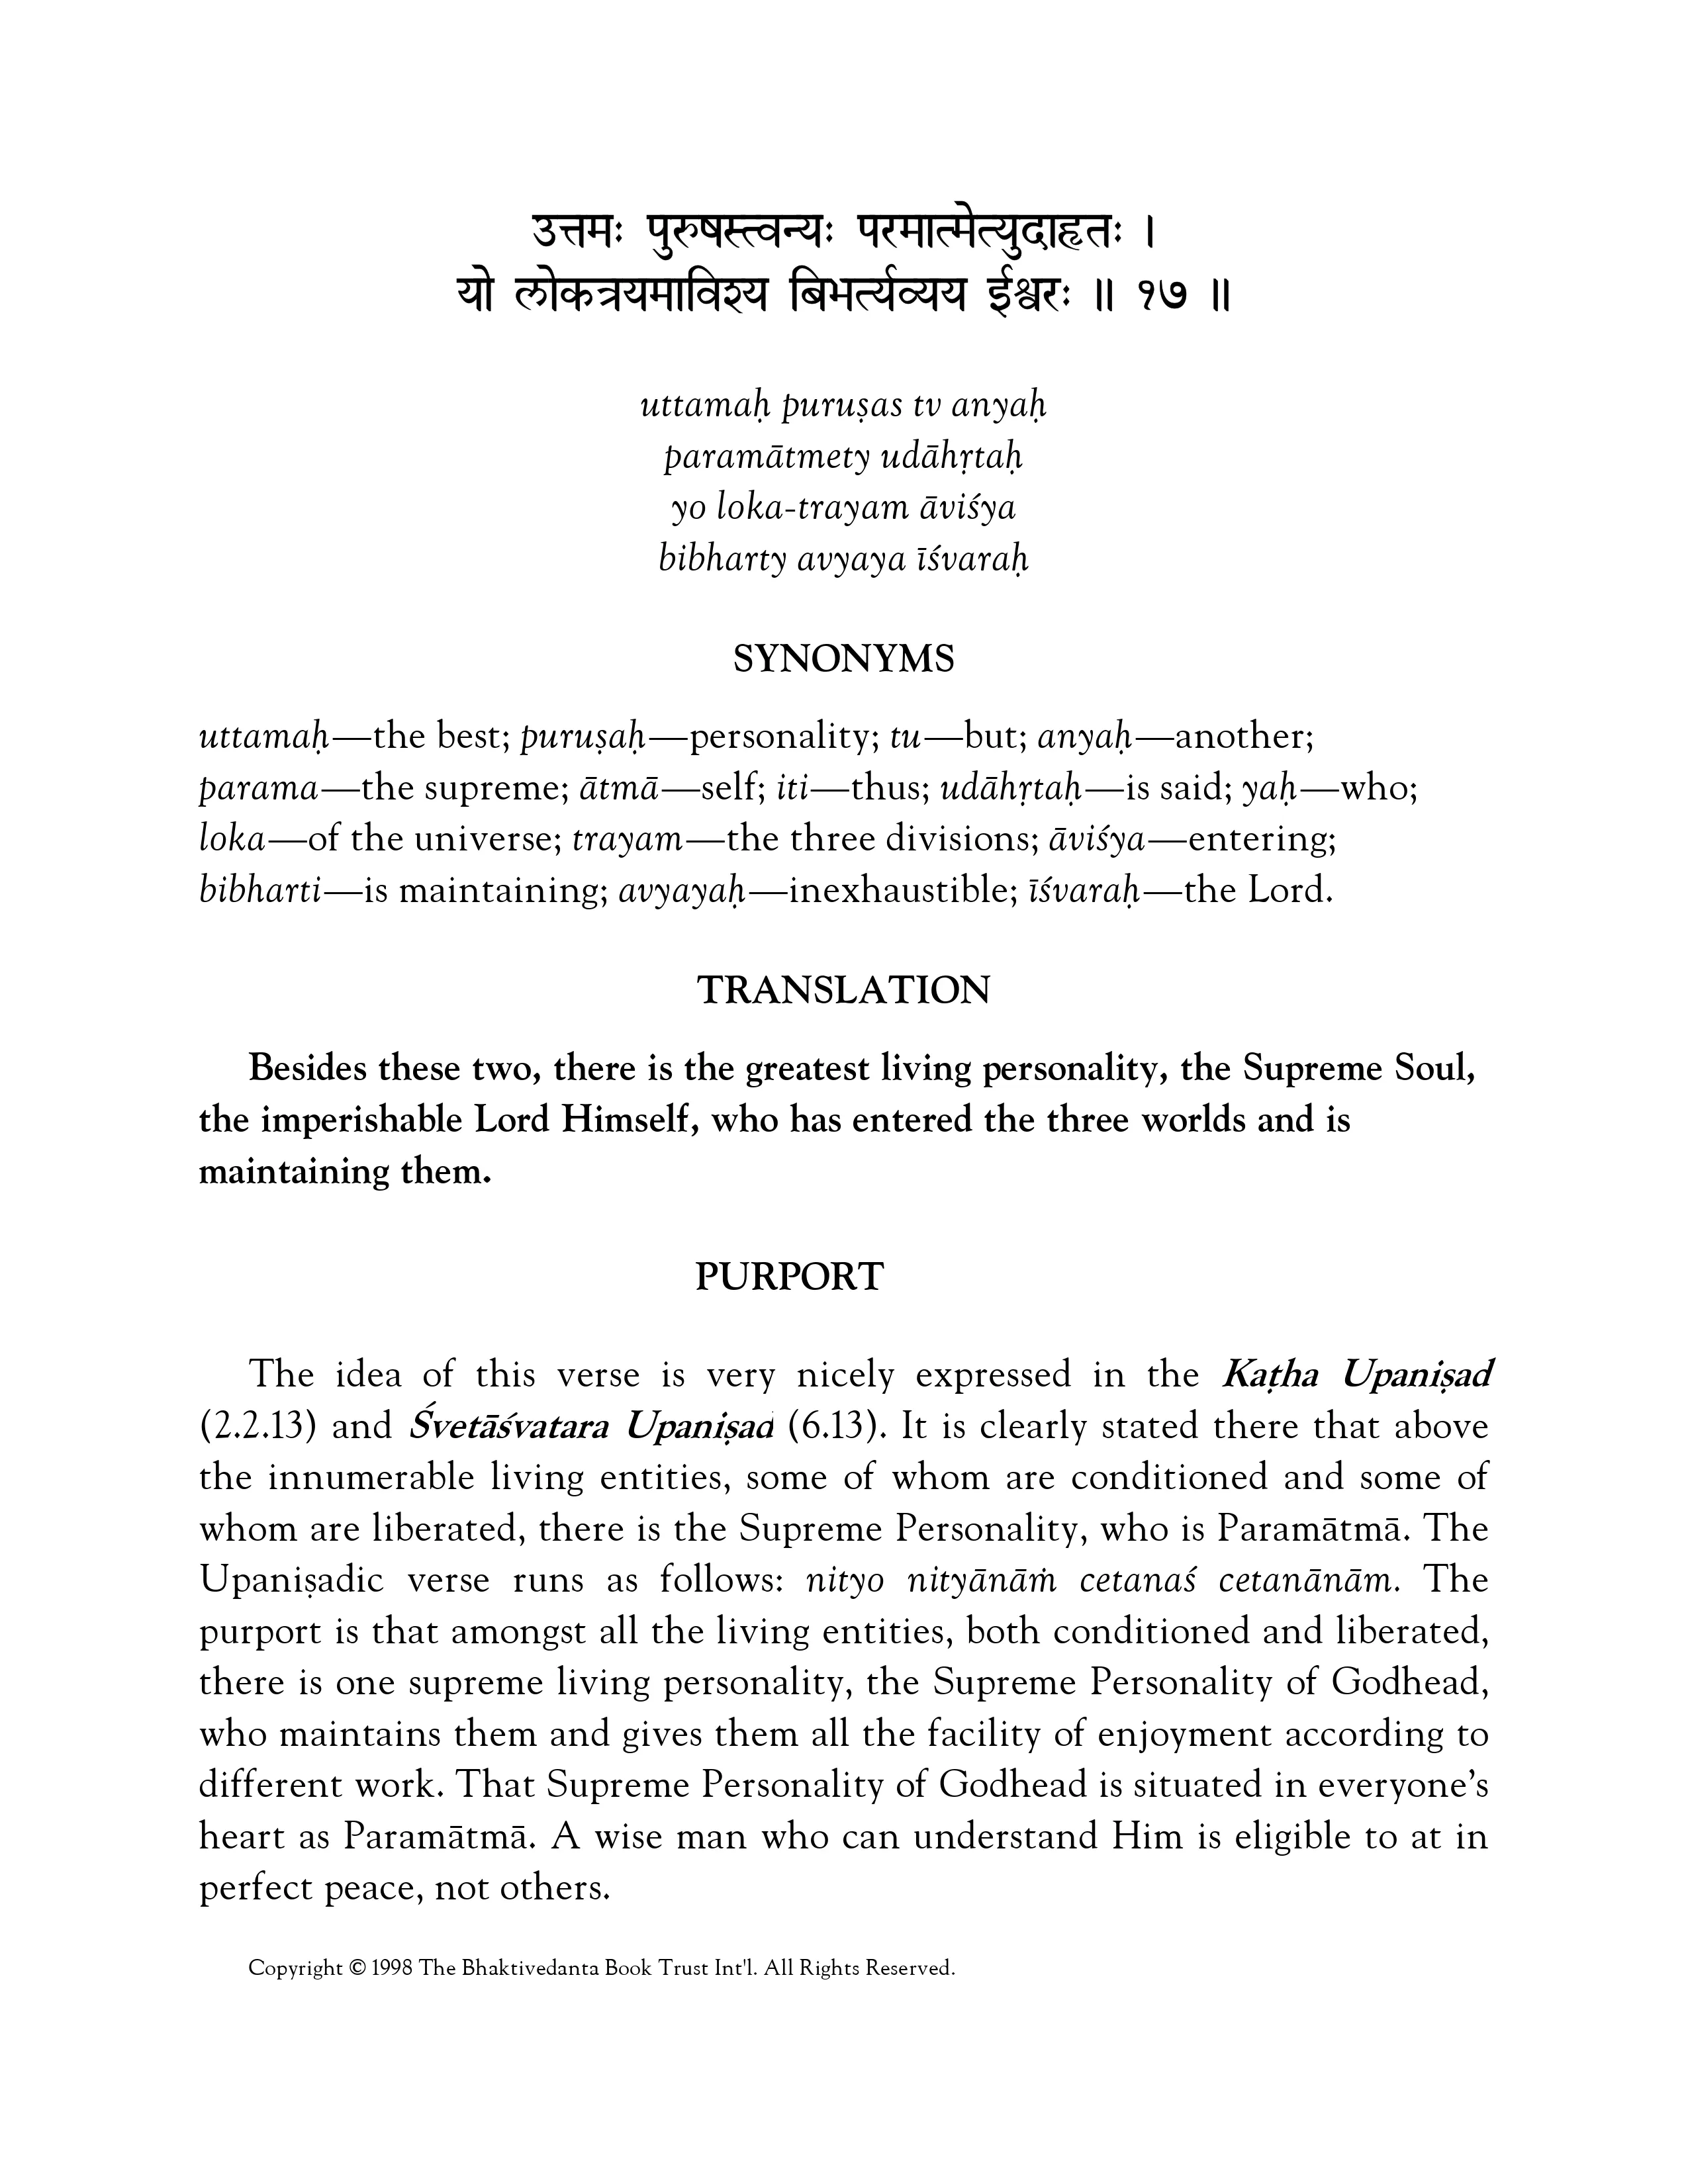 उत्तमः पुरुषस्त्वन्यः परमात्मेत्युदाहृतः ।
यो लोकत्रयमाविश्य बिभर्त्यव्यय ईश्वरः ॥ १७ ॥
uttamaḥ puruṣas tv anyaḥ
paramātmety udāhṛtaḥ
yo loka-trayam āviśya
bibharty avyaya īśvaraḥ
SYNONYMS
uttamaḥ—the best; puruṣaḥ—personality; tu—but; anyaḥ—another;
parama—the supreme; ātmā—self; iti—thus; udāhṛtaḥ—is said; yaḥ—who;
loka—of the universe; trayam—the three divisions; āviśya—entering;
bibharti—is maintaining; avyayaḥ—inexhaustible; īśvaraḥ—the Lord.
TRANSLATION
Besides these two, there is the greatest living personality, the Supreme Soul,
the imperishable Lord Himself, who has entered the three worlds and is
maintaining them.
PURPORT
The idea of this verse is very nicely expressed in the Kaṭha Upaniṣad
(2.2.13) and Śvetāśvatara Upaniṣad (6.13). It is clearly stated there that above
the innumerable living entities, some of whom are conditioned and some of
whom are liberated, there is the Supreme Personality, who is Paramātmā. The
Upaniṣadic verse runs as follows: nityo nityānāṁ cetanaś cetanānām. The
purport is that amongst all the living entities, both conditioned and liberated,
there is one supreme living personality, the Supreme Personality of Godhead,
who maintains them and gives them all the facility of enjoyment according to
different work. That Supreme Personality of Godhead is situated in everyone's
heart as Paramātmā. A wise man who can understand Him is eligible to at in
perfect peace, not others.
Copyright © 1998 The Bhaktivedanta Book Trust Int'l. All Rights Reserved.